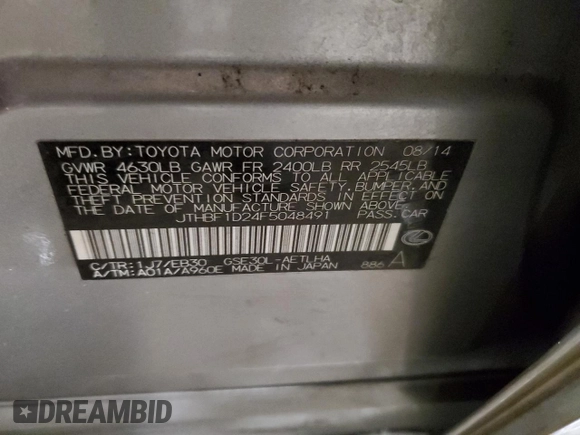 MFD.BY:TOYOTA MOTOR CORPORATION 08/14
GVWR 4630LB GAWR FR 2400LB RR 2545LB
THIS VEHICLE CONFORMS TO ALL APPLICABLE
FEDERAL MOTOR VEHICLE SAFETY, BUMPER, AND
THEFT PREVENTION STANDARDS IN EFFECT ON
THE DATE OF MANUFACTURE SHOWN ABOVE.
JTHBF1D24F5048491 PASS.CAR
C/TR:1J7/EB30 GSE30L-AETLHA
A/TM:A01A/A960E MADE IN JAPAN 886 A
DREAMBID